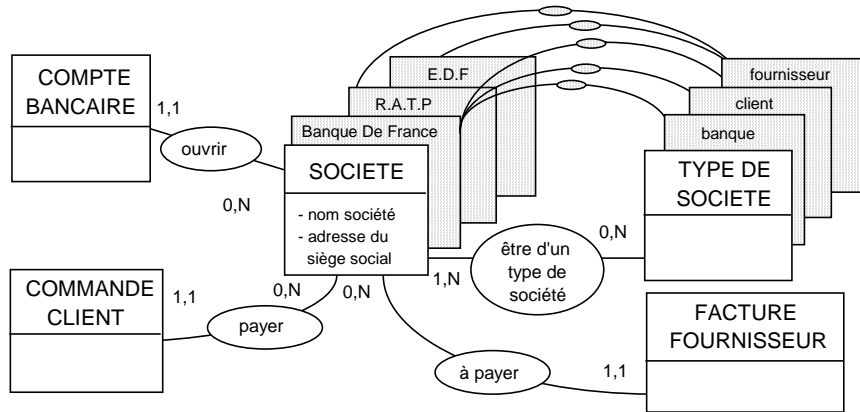 COMPTE
BANCAIRE
1,1
ouvrir
0,N
E.D.F
R.A.T.P
Banque De France
SOCIETE
- nom société
- adresse du
siège social
fournisseur
client
banque
TYPE DE
SOCIETE
1,N
être d'un
type de
société
0,N
COMMANDE
CLIENT
1,1
payer
0,N
0,N
à payer
1,1
FACTURE
FOURNISSEUR